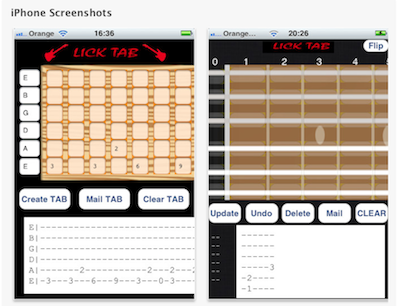 iPhone Screenshots
Orange 16:36
LICK TAB
E
B
G
D
A 2
E 3 3 6 9
Create TAB Mail TAB Clear TAB
E|------------------
B|------------------
G|------------------
D|------------------
A|-----2-------2---2-
E|-3---3---6---9---3---0-3---3-
Orange... 20:26
LICK TAB
Flip
0 1 2 3 4
Update Undo Delete Mail CLEAR
-- ------
-- ------
-- ------
-- -----3
-- -2----
-- -1----